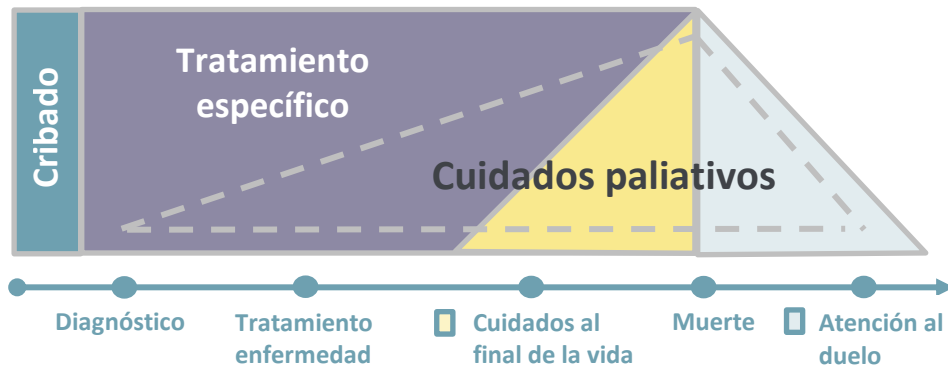 Cribado
Tratamiento
específico
Cuidados paliativos
Diagnóstico
Tratamiento
enfermedad
Cuidados al
final de la vida
Muerte
Atención al
duelo